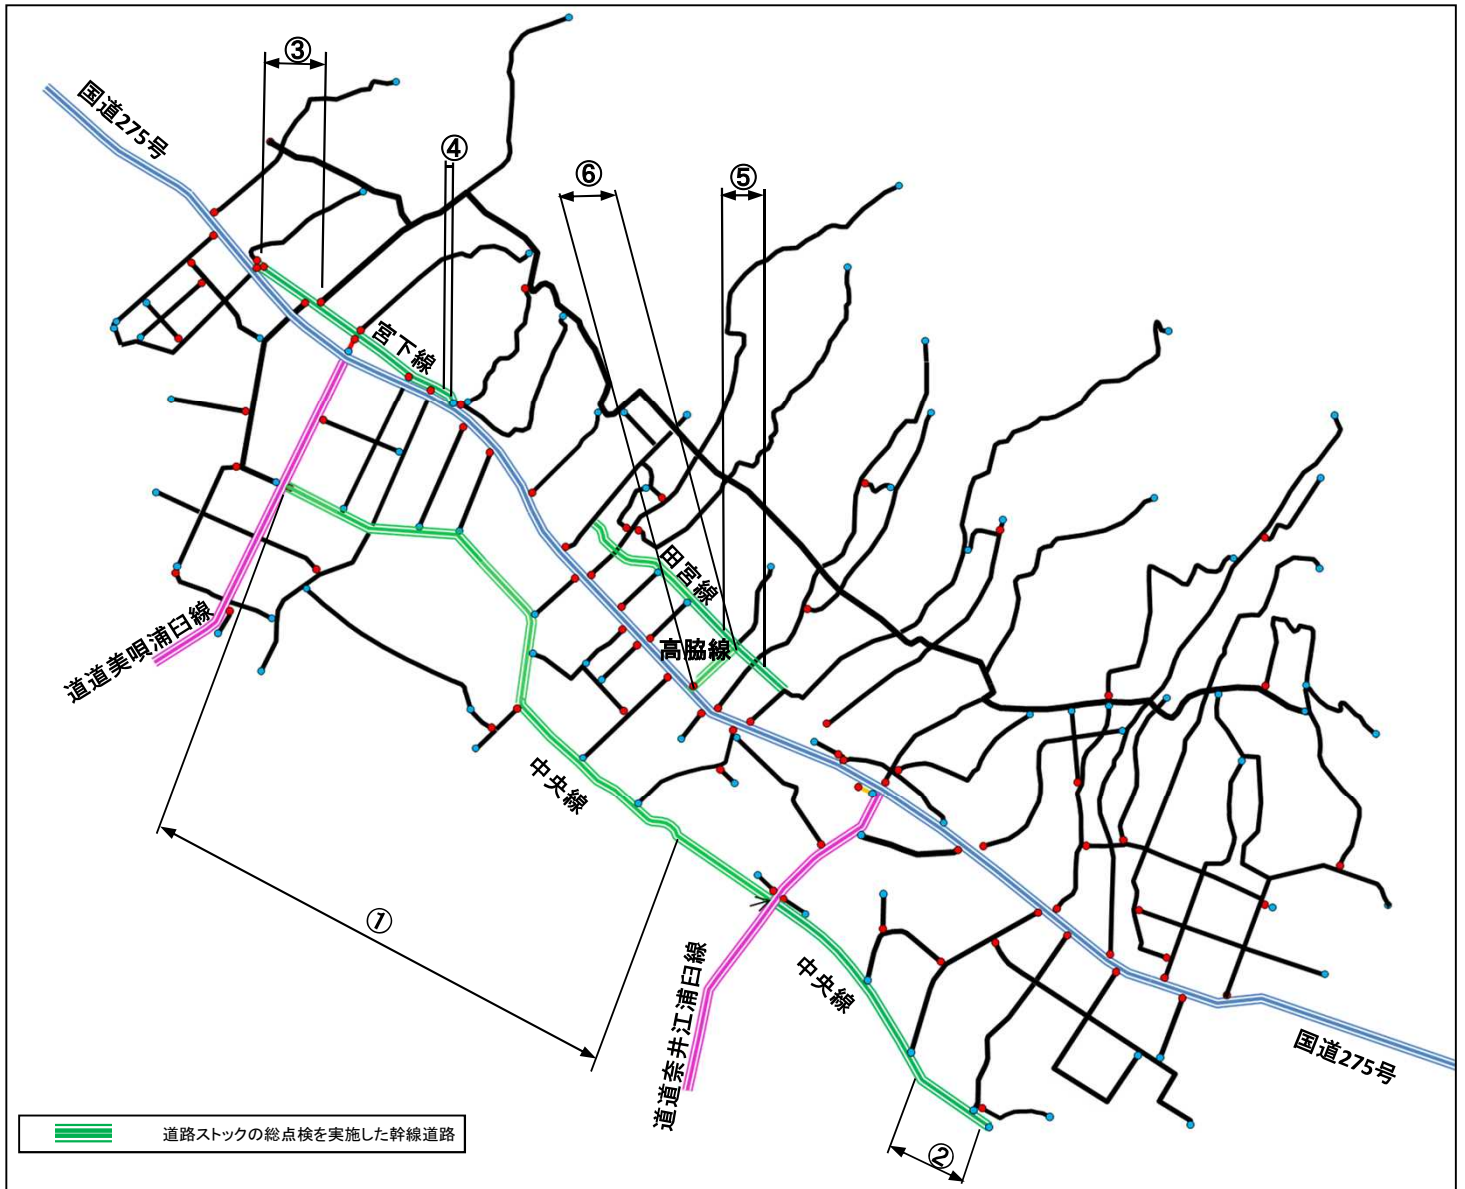 ③
国道275号
④
⑥
⑤
宮下線
田宮線
高脇線
道道美唄浦臼線
中央線
①
中央線
道道奈井江浦臼線
国道275号
②
道路ストックの総点検を実施した幹線道路